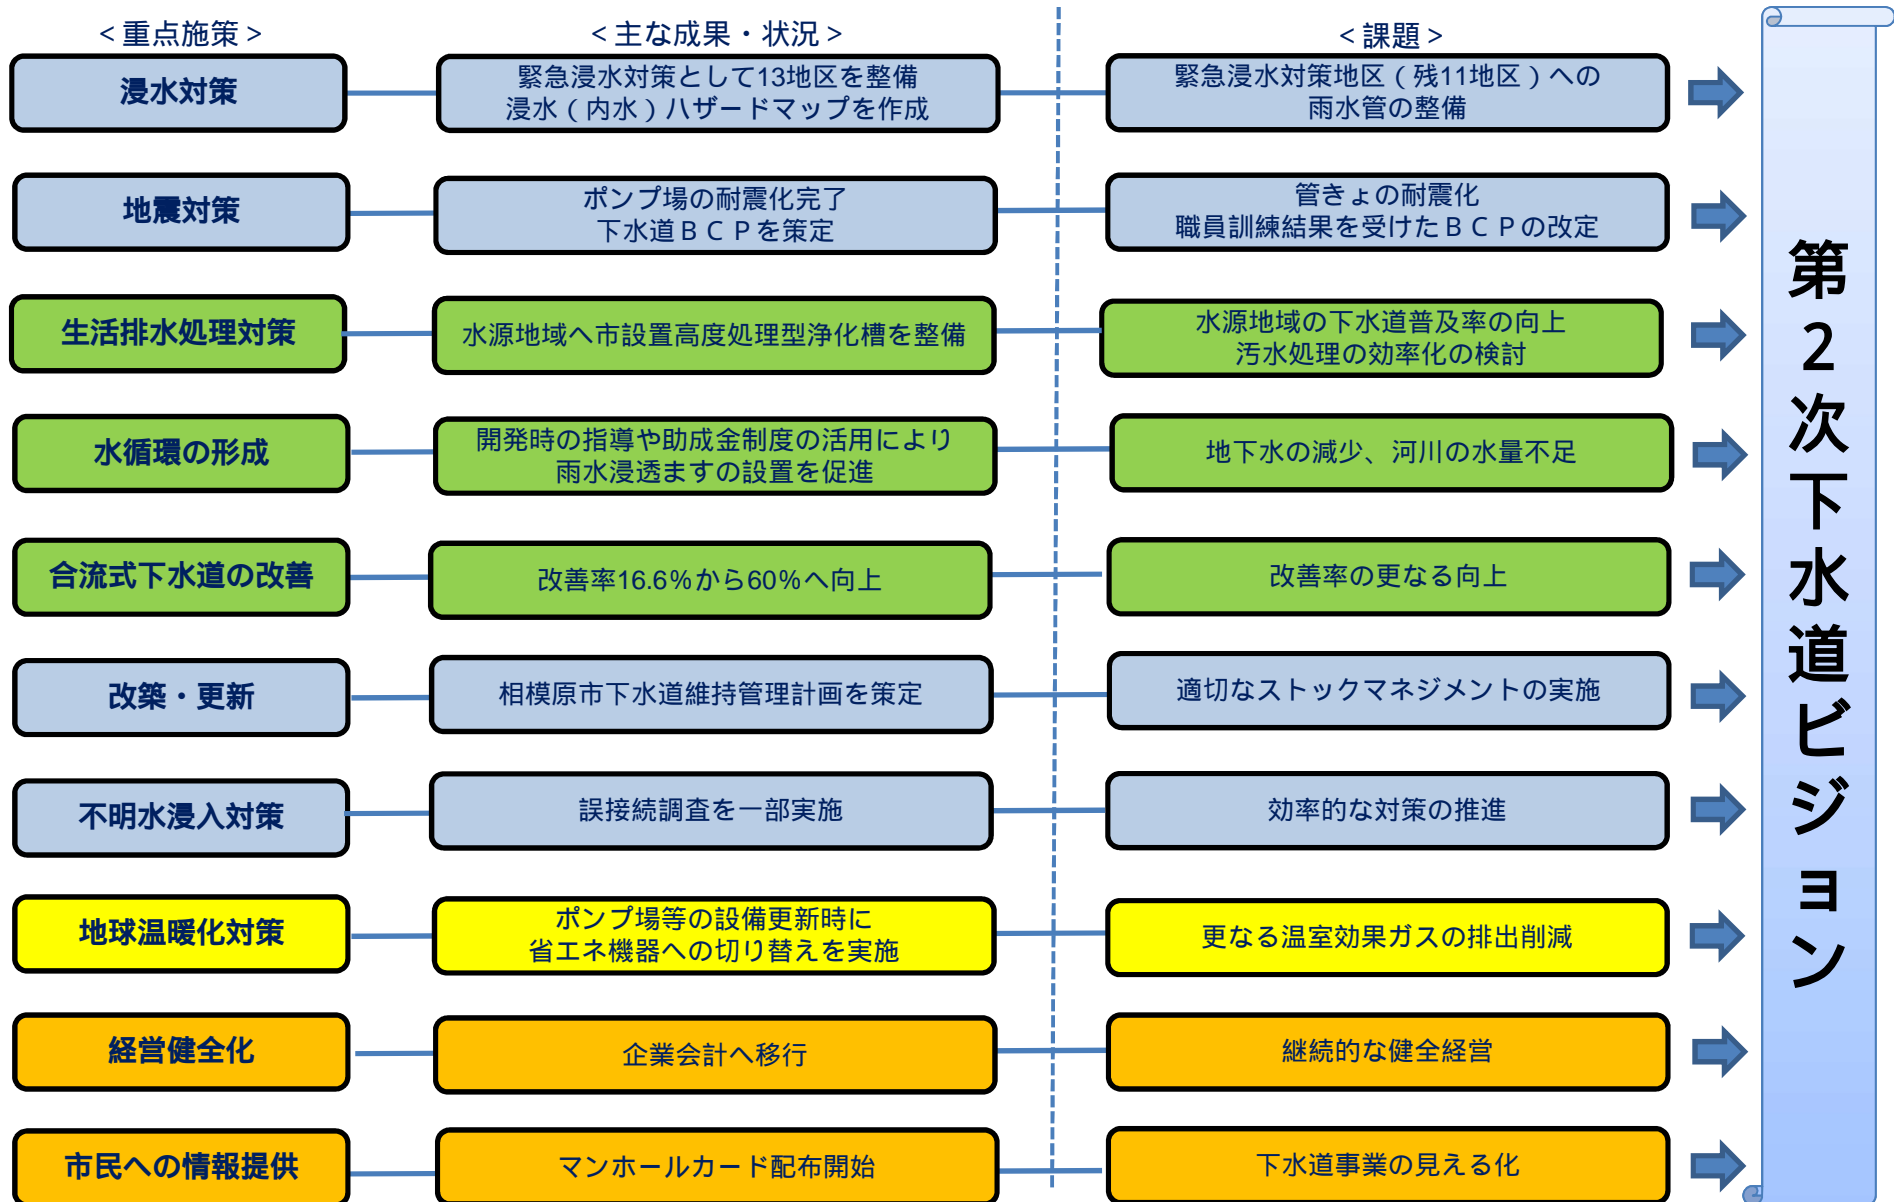 ＜重点施策＞
＜主な成果・状況＞
＜課題＞
浸水対策
緊急浸水対策として13地区を整備
浸水（内水）ハザードマップを作成
緊急浸水対策地区（残11地区）への
雨水管の整備
地震対策
ポンプ場の耐震化完了
下水道ＢＣＰを策定
管きょの耐震化
職員訓練結果を受けたＢＣＰの改定
生活排水処理対策
水源地域へ市設置高度処理型浄化槽を整備
水源地域の下水道普及率の向上
汚水処理の効率化の検討
水循環の形成
開発時の指導や助成金制度の活用により
雨水浸透ますの設置を促進
地下水の減少、河川の水量不足
合流式下水道の改善
改善率16.6％から60％へ向上
改善率の更なる向上
改築・更新
相模原市下水道維持管理計画を策定
適切なストックマネジメントの実施
不明水浸入対策
誤接続調査を一部実施
効率的な対策の推進
地球温暖化対策
ポンプ場等の設備更新時に
省エネ機器への切り替えを実施
更なる温室効果ガスの排出削減
経営健全化
企業会計へ移行
継続的な健全経営
市民への情報提供
マンホールカード配布開始
下水道事業の見える化
第２次下水道ビジョン